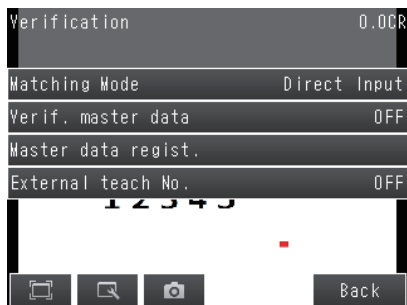 Verification 0.OCR
Matching Mode Direct Input
Verif. master data OFF
Master data regist.
External teach No. OFF
12345
Back